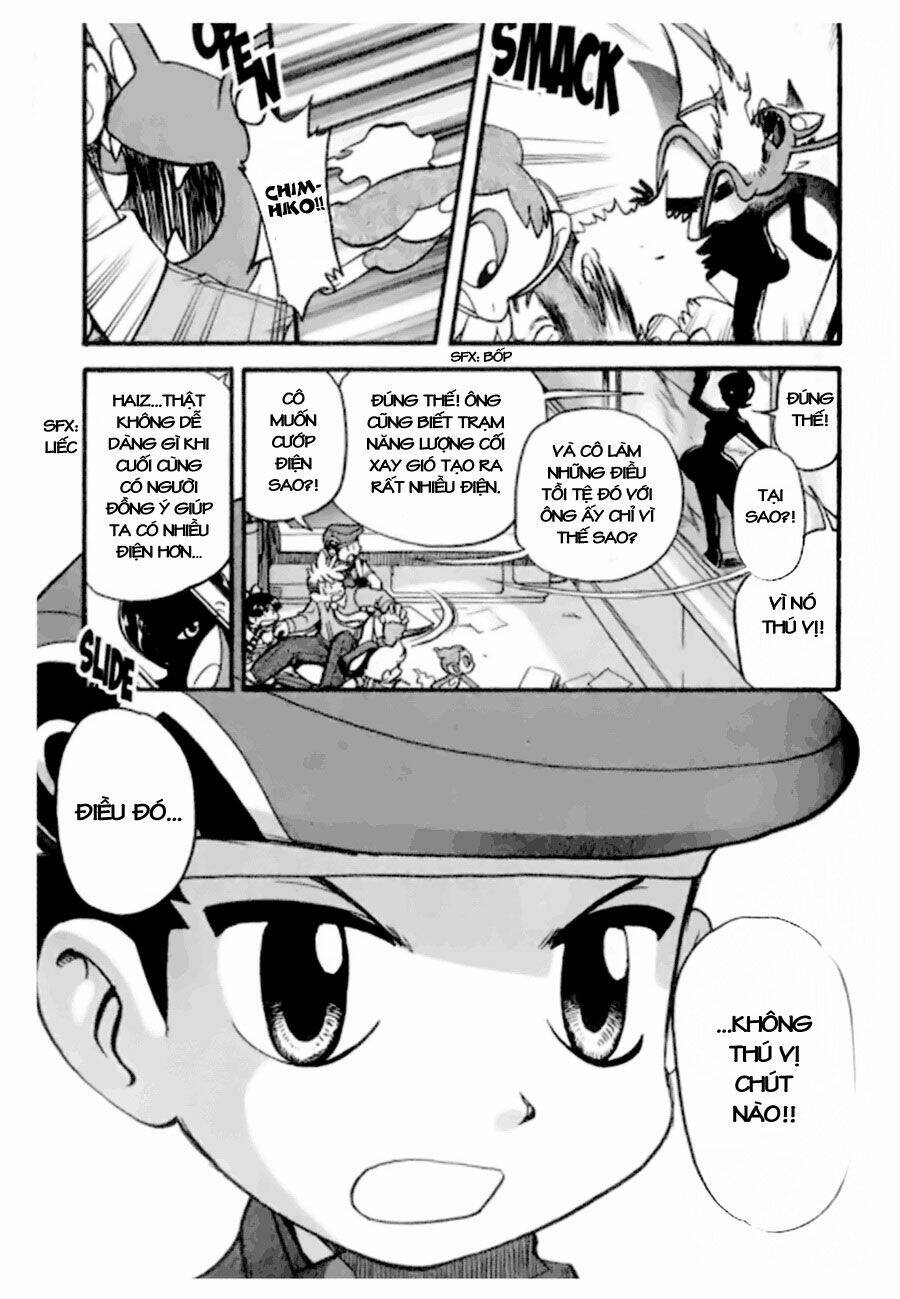 SMACK
OPEN
CHIM-
HIKO!!
SFX: BỐP
ĐÚNG
THẾ!
TẠI
SAO?!
VÌ NÓ
THÚ VỊ!
VÀ CÔ LÀM
NHỮNG ĐIỀU
TỒI TỆ ĐÓ VỚI
ÔNG ẤY CHỈ VÌ
THẾ SAO?
ĐÚNG THẾ! ÔNG
CŨNG BIẾT TRẠM
NĂNG LƯỢNG CỐI
XAY GIÓ TẠO RA
RẤT NHIỀU ĐIỆN.
CÔ
MUỐN
CƯỚP
ĐIỆN
SAO?!
HAIZ...THẬT
KHÔNG DỄ
DÀNG GÌ KHI
CUỐI CÙNG
CÓ NGƯỜI
ĐỒNG Ý GIÚP
TA CÓ NHIỀU
ĐIỆN HƠN...
SFX:
LIẾC
SLIDE
ĐIỀU ĐÓ...
...KHÔNG
THÚ VỊ
CHÚT
NÀO!!